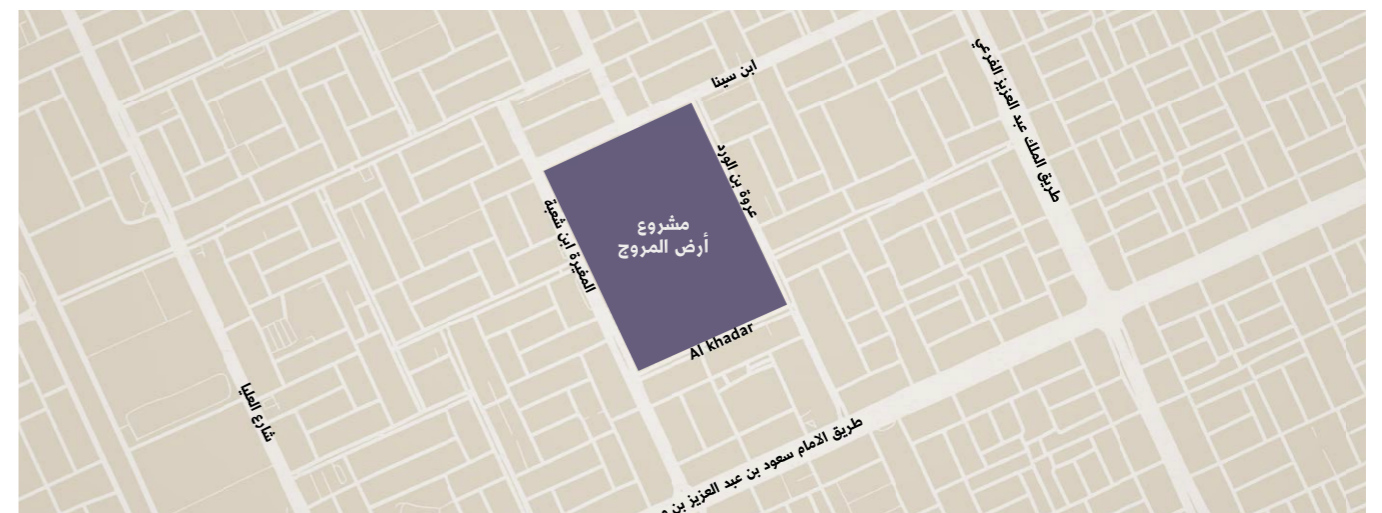 ابن سينا
طريق الملك عبد العزيز الفرعي
عروة بن الورد
المغيرة ابن شعبة
مشروع
أرض المروج
Al khadar
شارع العليا
طريق الامام سعود بن عبد العزيز بن